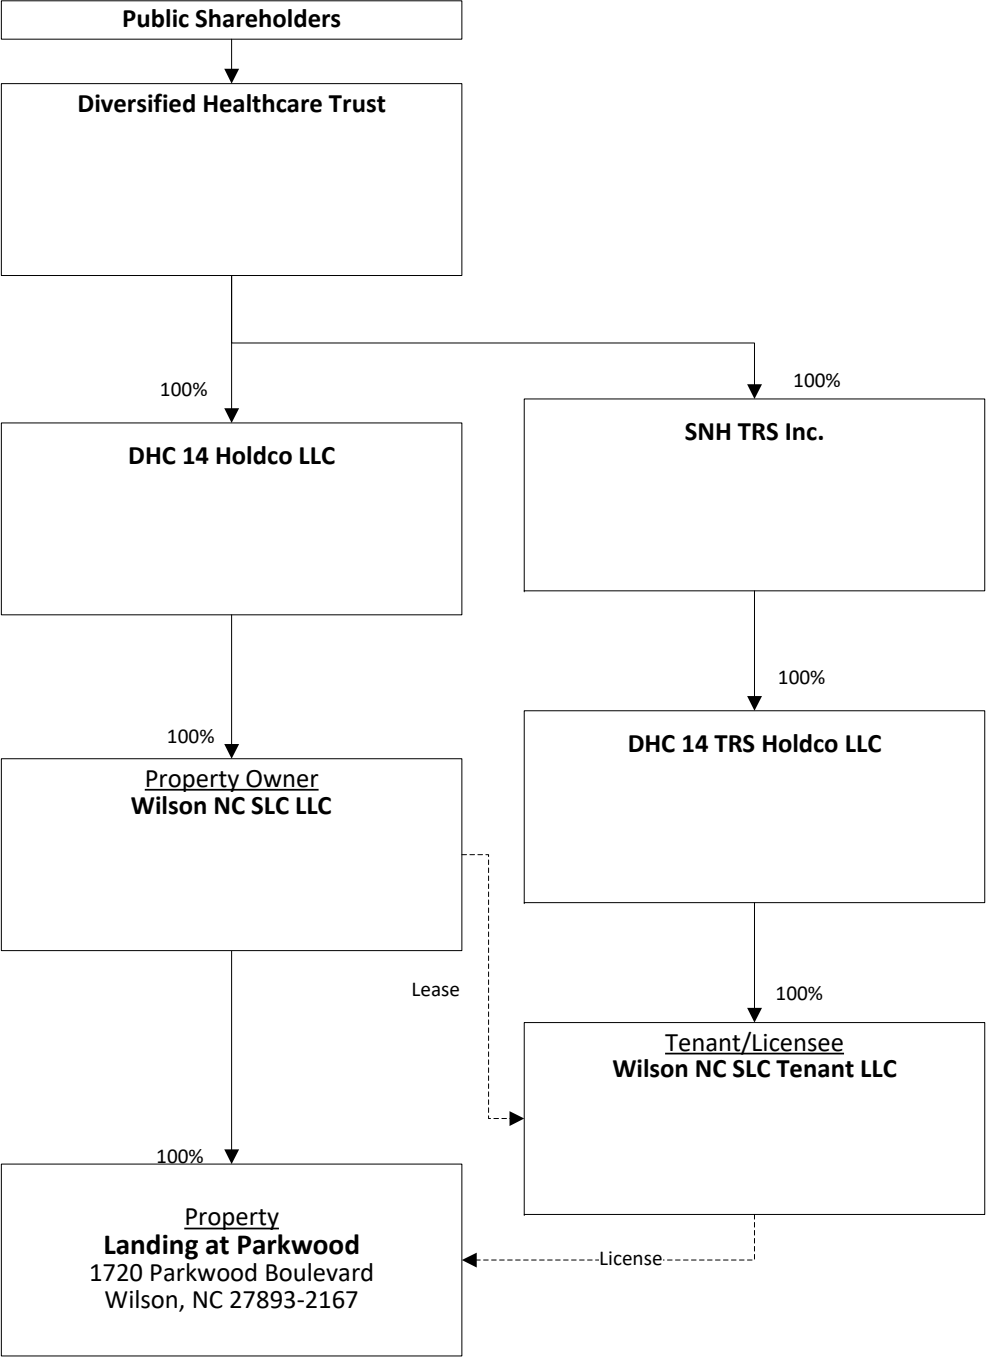 Public Shareholders
Diversified Healthcare Trust
100%
100%
DHC 14 Holdco LLC
SNH TRS Inc.
100%
100%
Property Owner
Wilson NC SLC LLC
DHC 14 TRS Holdco LLC
Lease
100%
Tenant/Licensee
Wilson NC SLC Tenant LLC
100%
Property
Landing at Parkwood
1720 Parkwood Boulevard
Wilson, NC 27893-2167
License